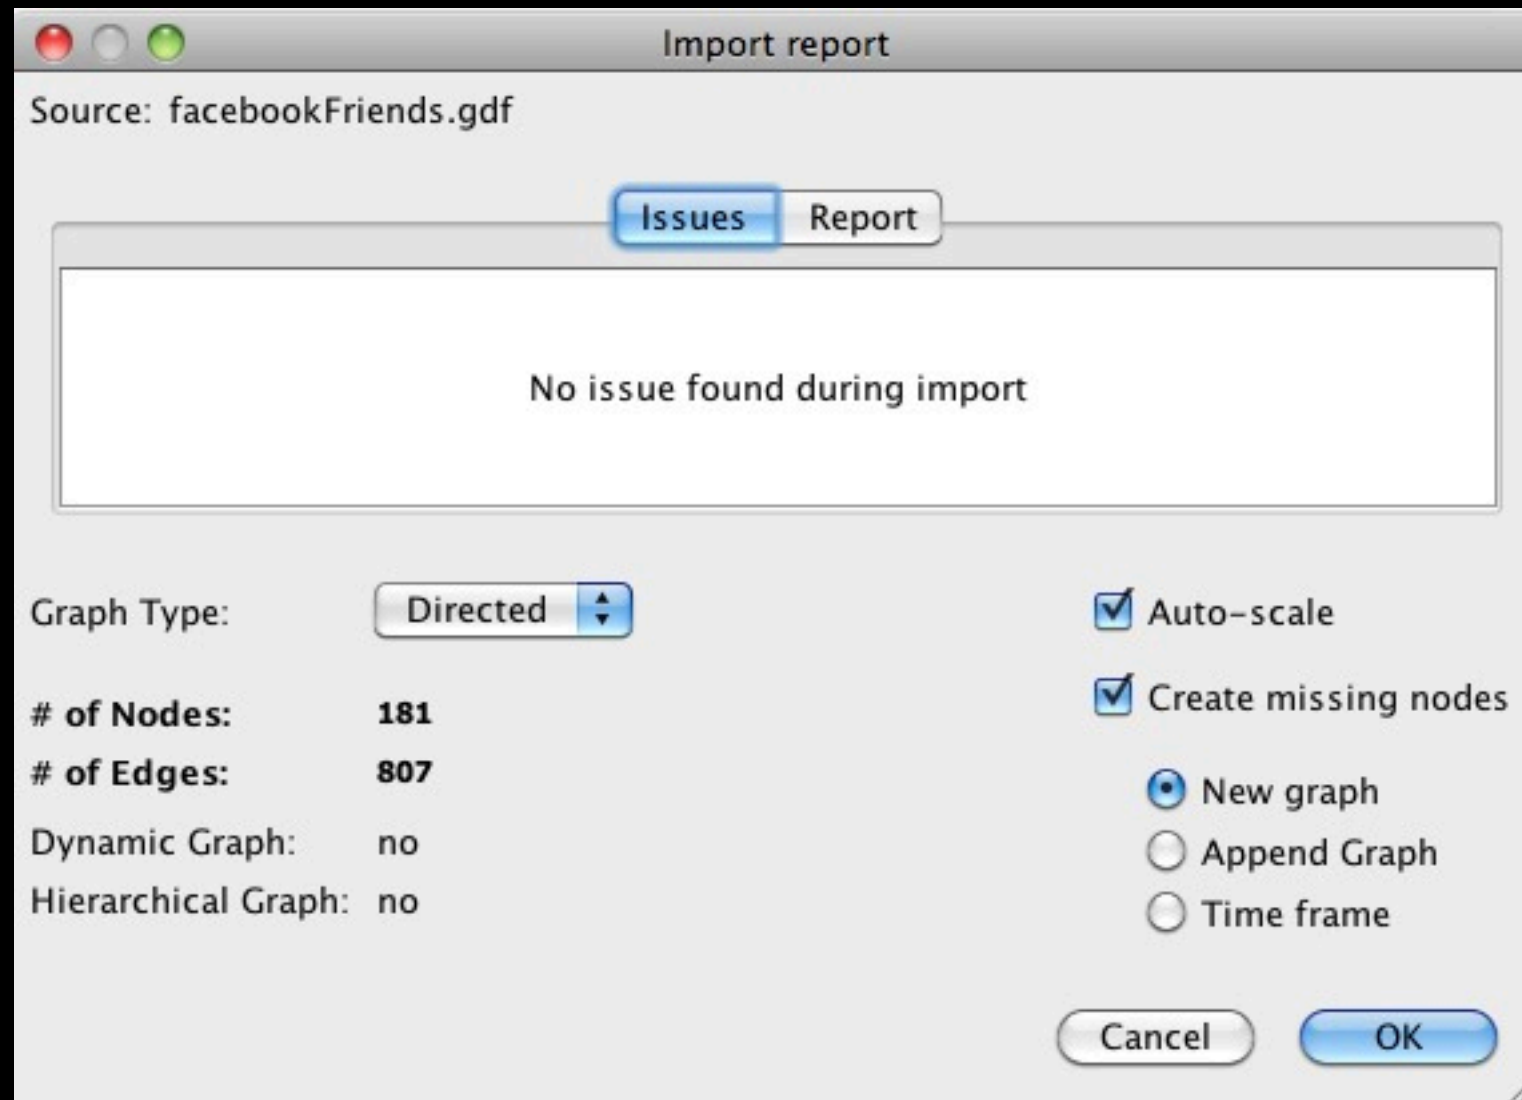 Import report
Source: facebookFriends.gdf
Issues Report
No issue found during import
Graph Type: Directed
Auto-scale
# of Nodes: 181
Create missing nodes
# of Edges: 807
New graph
Dynamic Graph: no
Append Graph
Hierarchical Graph: no
Time frame
Cancel OK